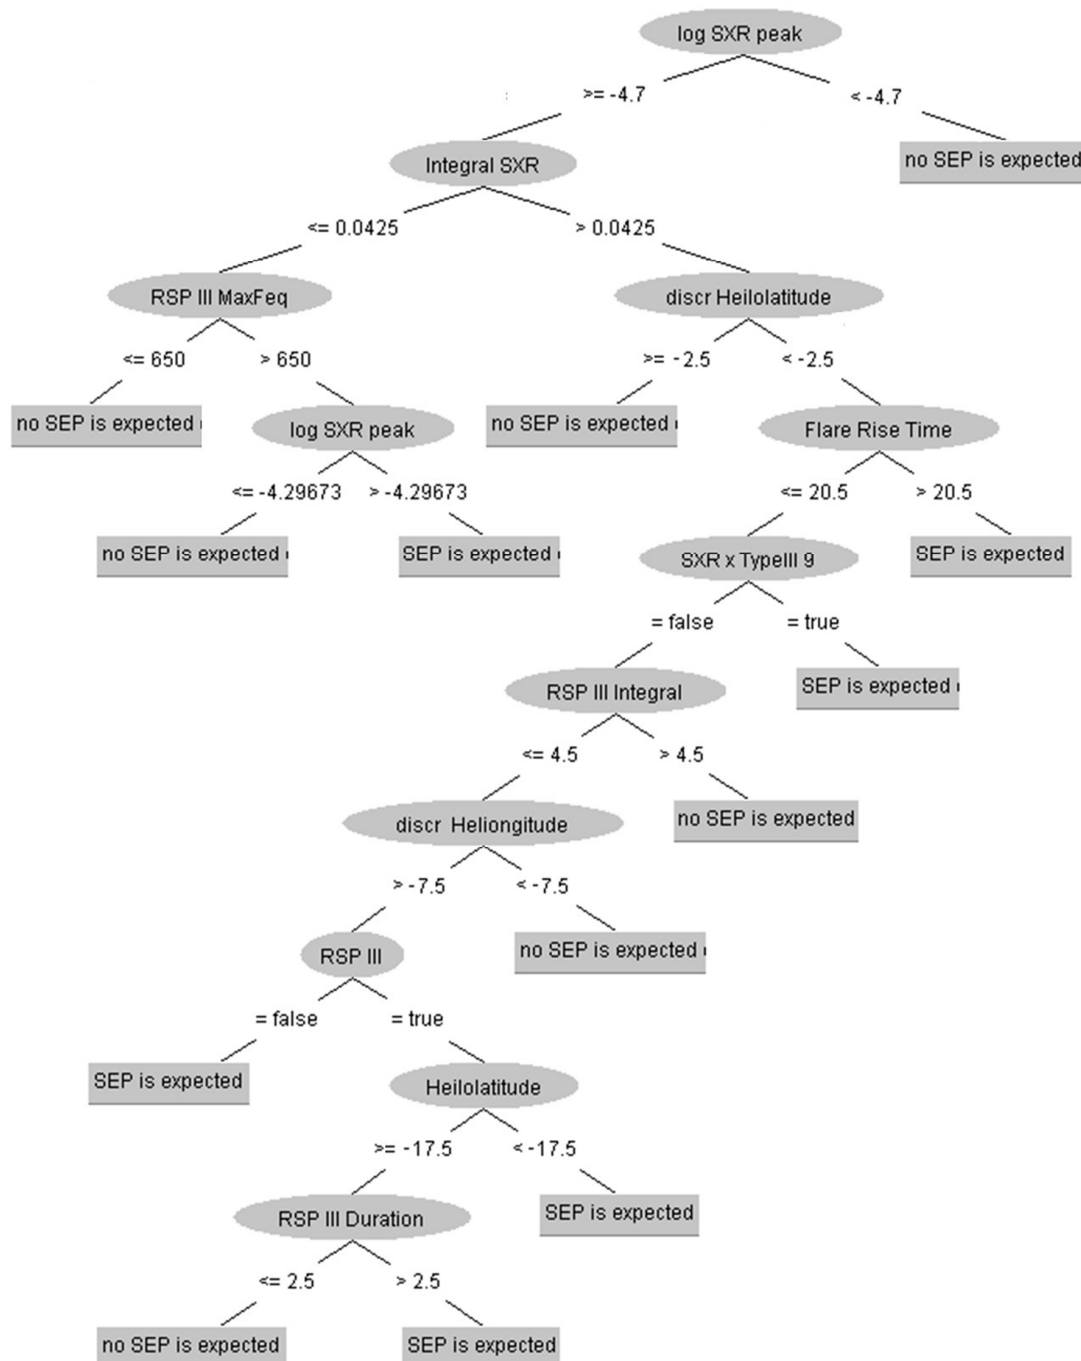 log SXR peak
>= -4.7 < -4.7
Integral SXR no SEP is expected
<= 0.0425 > 0.0425
RSP III MaxFeq discr Heilolatitude
<= 650 > 650 >= -2.5 < -2.5
no SEP is expected log SXR peak no SEP is expected Flare Rise Time
<= -4.29673 > -4.29673 <= 20.5 > 20.5
no SEP is expected SEP is expected SXR x TypeIII 9 SEP is expected
= false = true
RSP III Integral SEP is expected
<= 4.5 > 4.5
discr Heliongitude no SEP is expected
> -7.5 < -7.5
RSP III no SEP is expected
= false = true
SEP is expected Heilolatitude
>= -17.5 < -17.5
RSP III Duration SEP is expected
<= 2.5 > 2.5
no SEP is expected SEP is expected